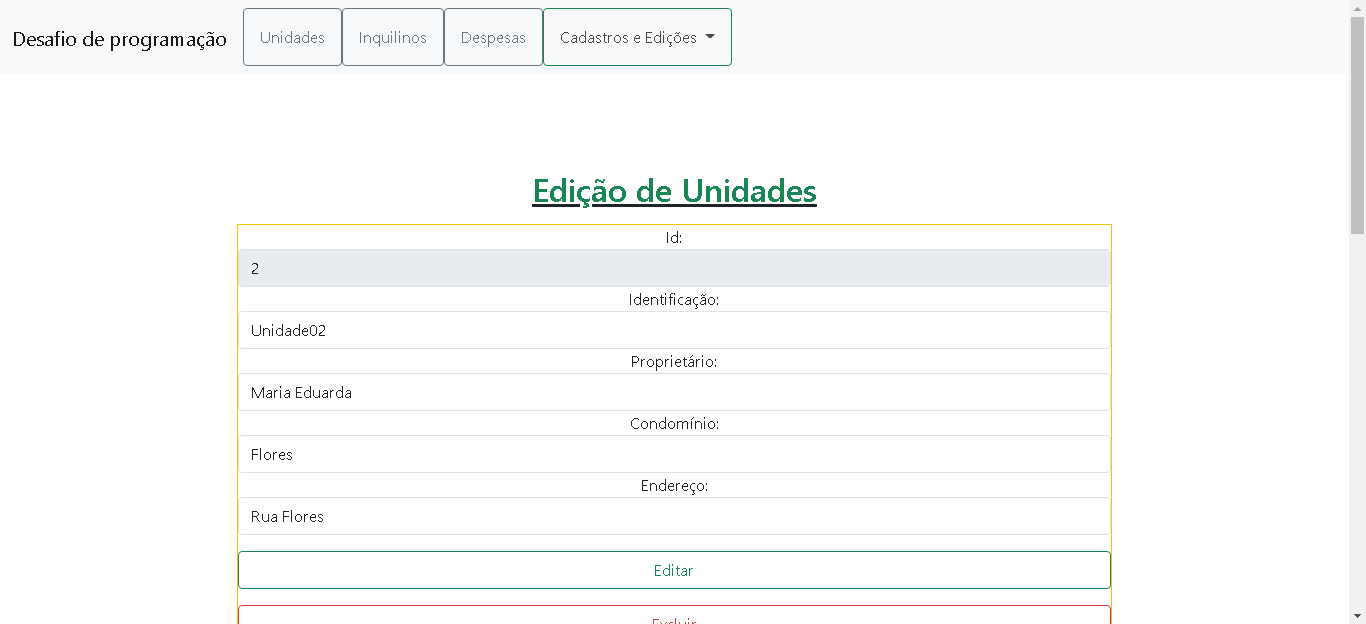 Desafio de programação Unidades Inquilinos Despesas Cadastros e Edições
Edição de Unidades
Id:
2
Identificação:
Unidade02
Proprietário:
Maria Eduarda
Condomínio:
Flores
Endereço:
Rua Flores
Editar
Excluir